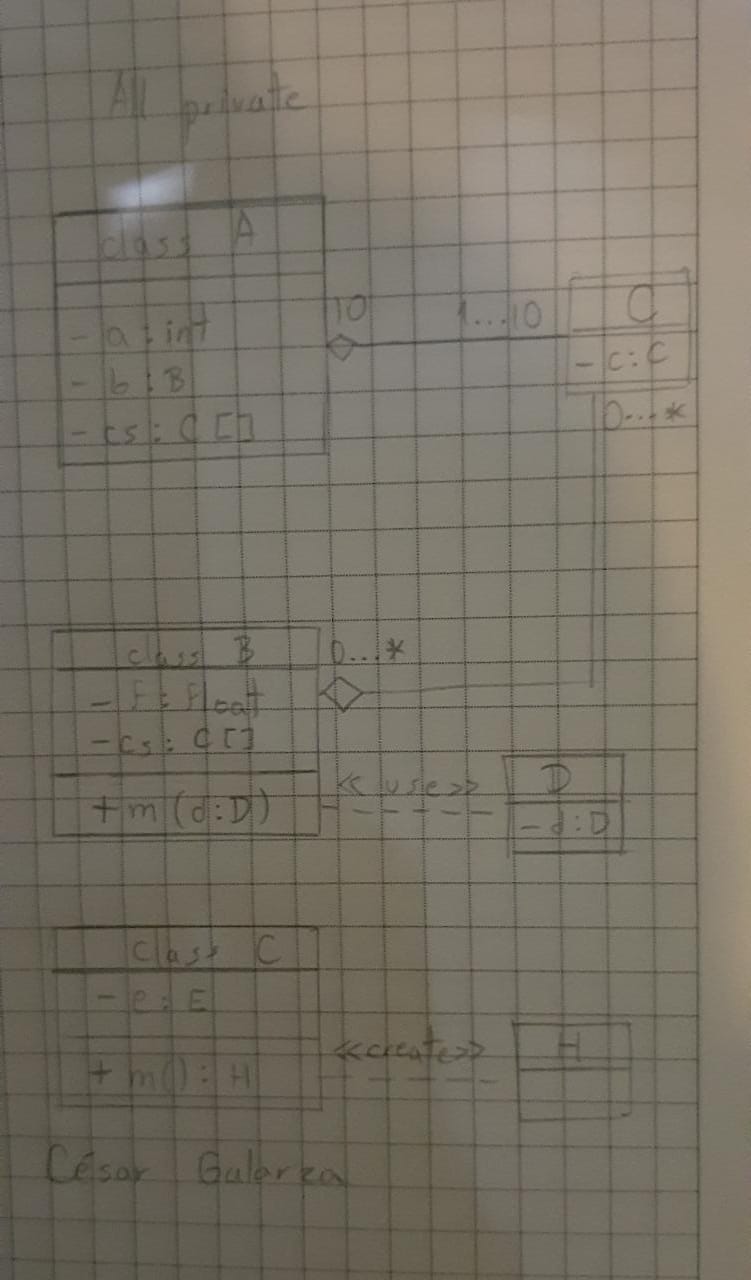 All private
class A
- a : int
- b : B
- cs : C []
10
1...10
C
- c : C
0...*
class B
- F : Float
- cs : C []
+ m (d : D)
0...*
<< use >>
D
- d : D
class C
- e : E
+ m() : H
<<create>>
H
César Galarza